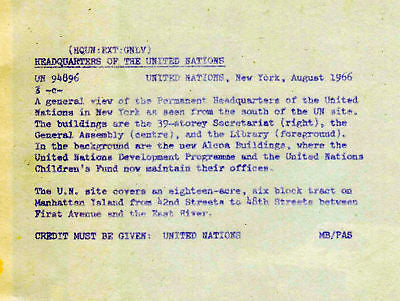 (HQUN:EXT:GNLV)
HEADQUARTERS OF THE UNITED NATIONS
UN 94896 UNITED NATIONS, New York, August 1966
3 -c-
A general view of the Permanent Headquarters of the United
Nations in New York as seen from the south of the UN site.
The buildings are the 39-storey Secretariat (right), the
General Assembly (centre), and the Library (foreground).
In the background are the new Alcoa Buildings, where the
United Nations Development Programme and the United Nations
Children's Fund now maintain their offices.
The U.N. site covers an eighteen-acre, six block tract on
Manhattan Island from 42nd Streets to 48th Streets between
First Avenue and the East River.
CREDIT MUST BE GIVEN: UNITED NATIONS MB/PAS